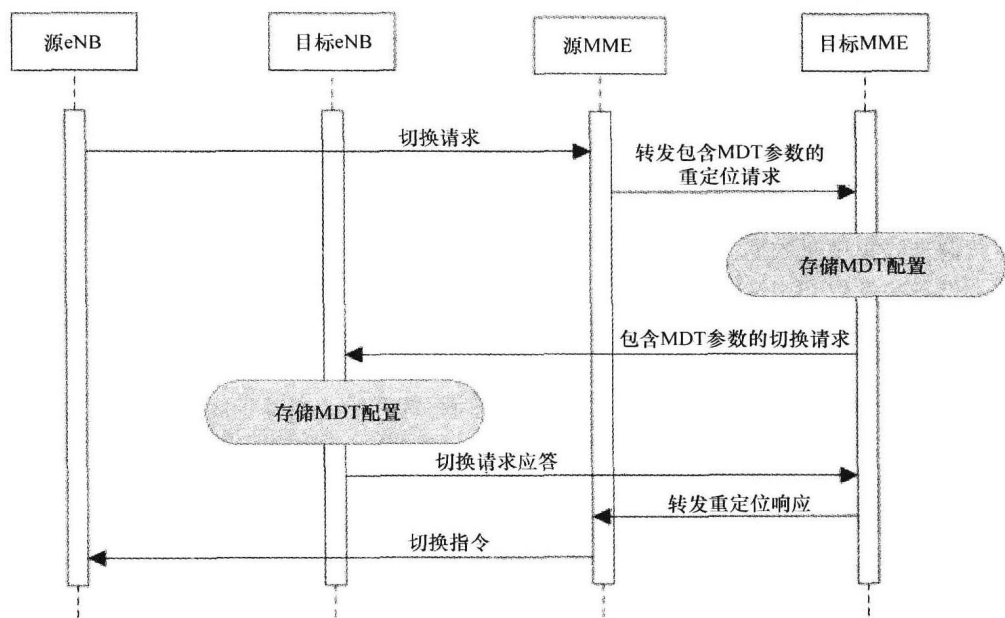 源eNB
目标eNB
源MME
目标MME
切换请求
转发包含MDT参数的
重定位请求
存储MDT配置
包含MDT参数的切换请求
存储MDT配置
切换请求应答
转发重定位响应
切换指令